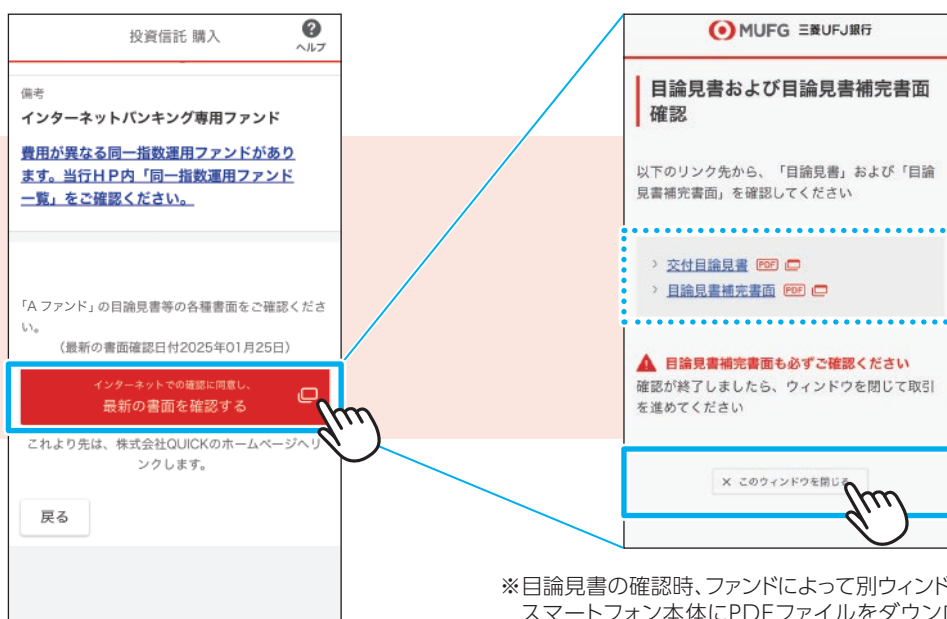 投資信託 購入
ヘルプ
備考
インターネットバンキング専用ファンド
費用が異なる同一指数運用ファンドがあり
ます。当行HP内「同一指数運用ファンド
一覧」をご確認ください。
「Aファンド」の目論見書等の各種書面をご確認くださ
い。
(最新の書面確認日付2025年01月25日)
インターネットでの確認に同意し、
最新の書面を確認する
これより先は、株式会社QUICKのホームページへリ
ンクします。
戻る
MUFG 三菱UFJ銀行
目論見書および目論見書補完書面
確認
以下のリンク先から、「目論見書」および「目論
見書補完書面」を確認してください
> 交付目論見書 PDF
> 目論見書補完書面 PDF
目論見書補完書面も必ずご確認ください
確認が終了しましたら、ウィンドウを閉じて取引
を進めてください
× このウィンドウを閉じる
※目論見書の確認時、ファンドによって別ウィンド
スマートフォン本体にPDFファイルをダウン